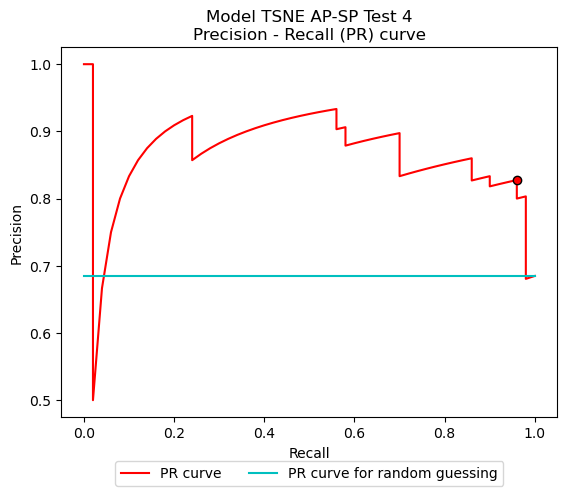 Model TSNE AP-SP Test 4
Precision - Recall (PR) curve
1.0
0.9
0.8
0.7
0.6
0.5
Precision
0.0 0.2 0.4 0.6 0.8 1.0
Recall
PR curve PR curve for random guessing